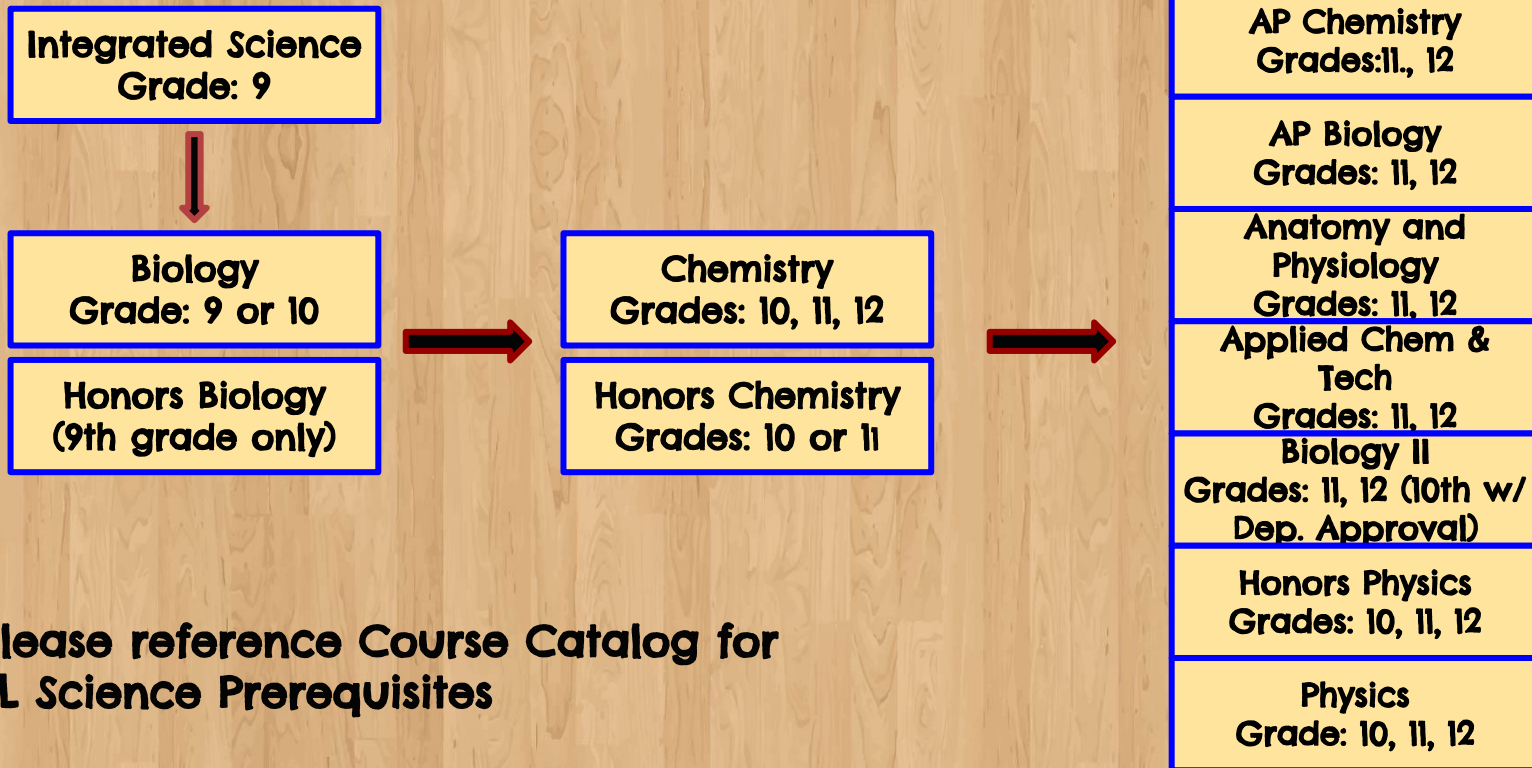 Integrated Science
Grade: 9
Biology
Grade: 9 or 10
Honors Biology
(9th grade only)
Chemistry
Grades: 10, 11, 12
Honors Chemistry
Grades: 10 or 11
AP Chemistry
Grades:11., 12
AP Biology
Grades: 11, 12
Anatomy and
Physiology
Grades: 11, 12
Applied Chem &
Tech
Grades: 11, 12
Biology II
Grades: 11, 12 (10th w/
Dep. Approval)
Honors Physics
Grades: 10, 11, 12
Physics
Grade: 10, 11, 12
lease reference Course Catalog for
L Science Prerequisites